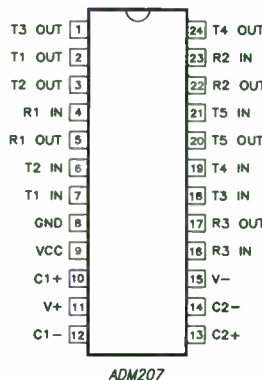 T3 OUT 1 24 T4 OUT
T1 OUT 2 23 R2 IN
T2 OUT 3 22 R2 OUT
R1 IN 4 21 T5 IN
R1 OUT 5 20 T5 OUT
T2 IN 6 19 T4 IN
T1 IN 7 18 T3 IN
GND 8 17 R3 OUT
VCC 9 16 R3 IN
C1+ 10 15 V-
V+ 11 14 C2-
C1- 12 13 C2+
ADM207